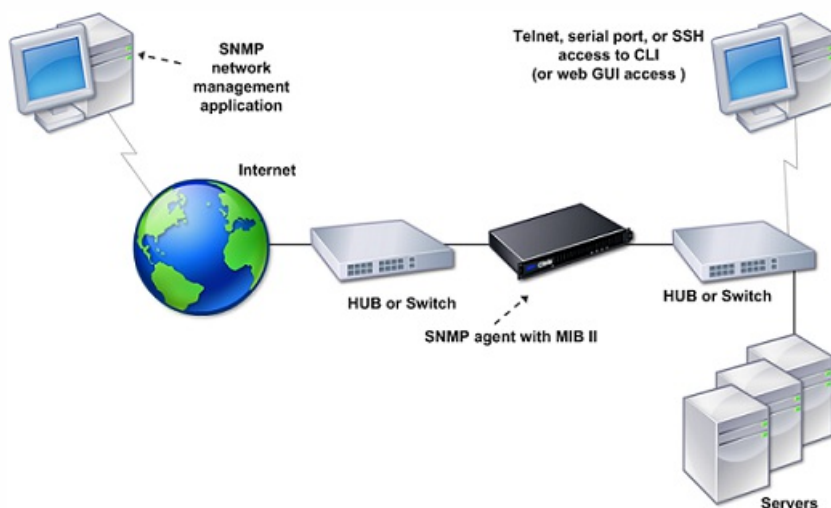 SNMP
network
management
application
Telnet, serial port, or SSH
access to CLI
(or web GUI access )
Internet
HUB or Switch
SNMP agent with MIB II
HUB or Switch
Servers